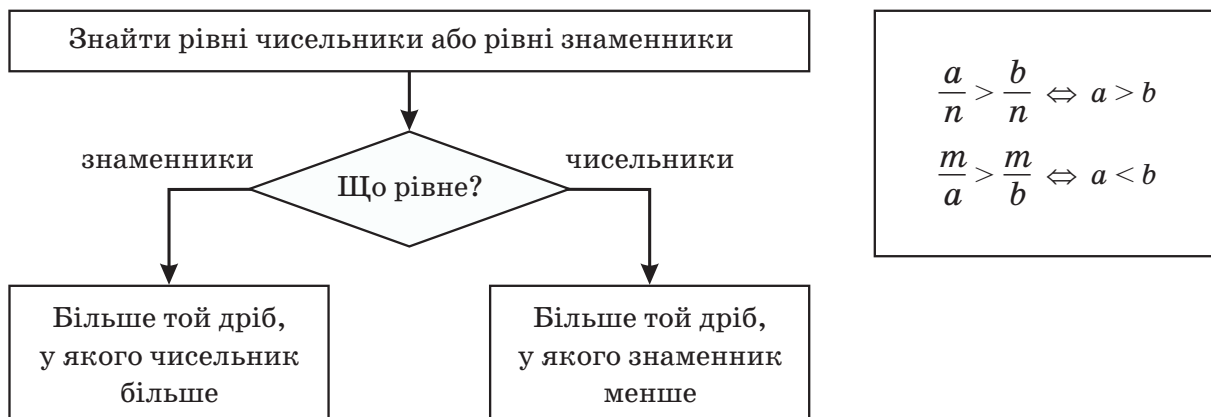 Знайти рівні чисельники або рівні знаменники
знаменники
чисельники
Що рівне?
Більше той дріб,
у якого чисельник
більше
Більше той дріб,
у якого знаменник
менше
a/n > b/n ⇔ a > b
m/a > m/b ⇔ a < b